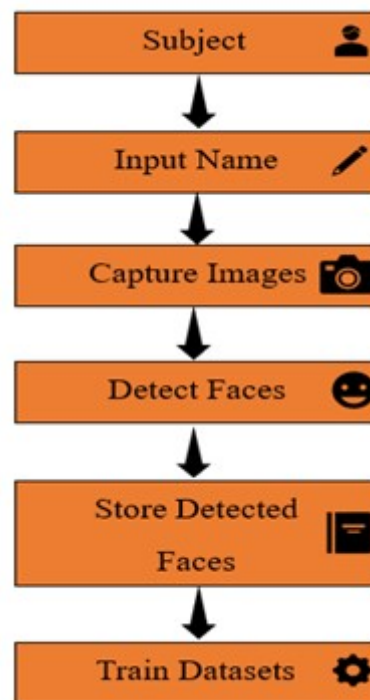 Subject
Input Name
Capture Images
Detect Faces
Store Detected
Faces
Train Datasets